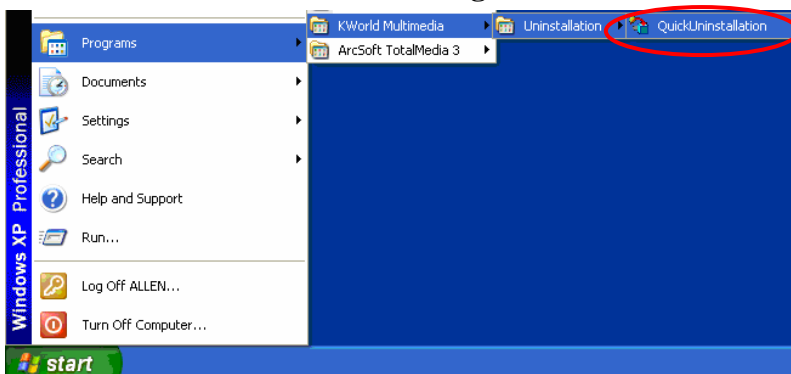 Programs
Documents
Settings
Search
Help and Support
Run...
Log Off ALLEN...
Turn Off Computer...
Windows XP Professional
start
KWorld Multimedia
ArcSoft TotalMedia 3
Uninstallation
QuickUninstallation